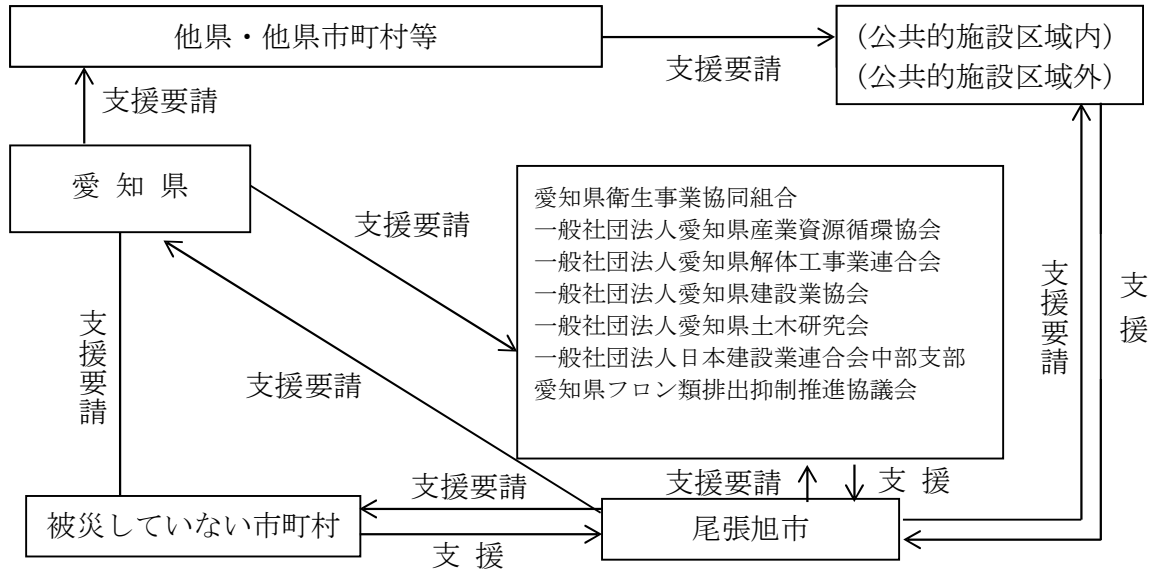 他県・他県市町村等
支援要請
(公共的施設区域内)
(公共的施設区域外)
支援要請
愛 知 県
支援要請
愛知県衛生事業協同組合
一般社団法人愛知県産業資源循環協会
一般社団法人愛知県解体工事業連合会
一般社団法人愛知県建設業協会
一般社団法人愛知県土木研究会
一般社団法人日本建設業連合会中部支部
愛知県フロン類排出抑制推進協議会
支援要請
支 援
支援要請
支援要請
支援要請
支援要請
支 援
被災していない市町村
尾張旭市
支 援